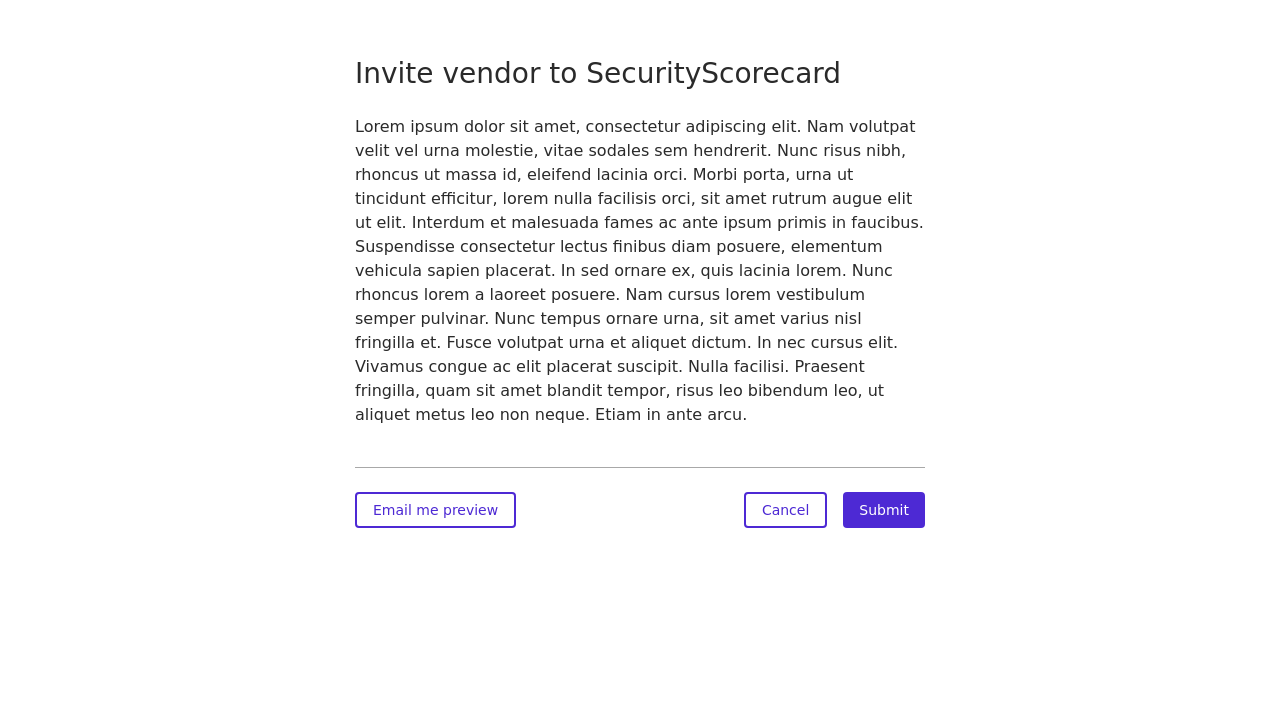 Invite vendor to SecurityScorecard
Lorem ipsum dolor sit amet, consectetur adipiscing elit. Nam volutpat
velit vel urna molestie, vitae sodales sem hendrerit. Nunc risus nibh,
rhoncus ut massa id, eleifend lacinia orci. Morbi porta, urna ut
tincidunt efficitur, lorem nulla facilisis orci, sit amet rutrum augue elit
ut elit. Interdum et malesuada fames ac ante ipsum primis in faucibus.
Suspendisse consectetur lectus finibus diam posuere, elementum
vehicula sapien placerat. In sed ornare ex, quis lacinia lorem. Nunc
rhoncus lorem a laoreet posuere. Nam cursus lorem vestibulum
semper pulvinar. Nunc tempus ornare urna, sit amet varius nisl
fringilla et. Fusce volutpat urna et aliquet dictum. In nec cursus elit.
Vivamus congue ac elit placerat suscipit. Nulla facilisi. Praesent
fringilla, quam sit amet blandit tempor, risus leo bibendum leo, ut
aliquet metus leo non neque. Etiam in ante arcu.
Email me preview
Cancel
Submit